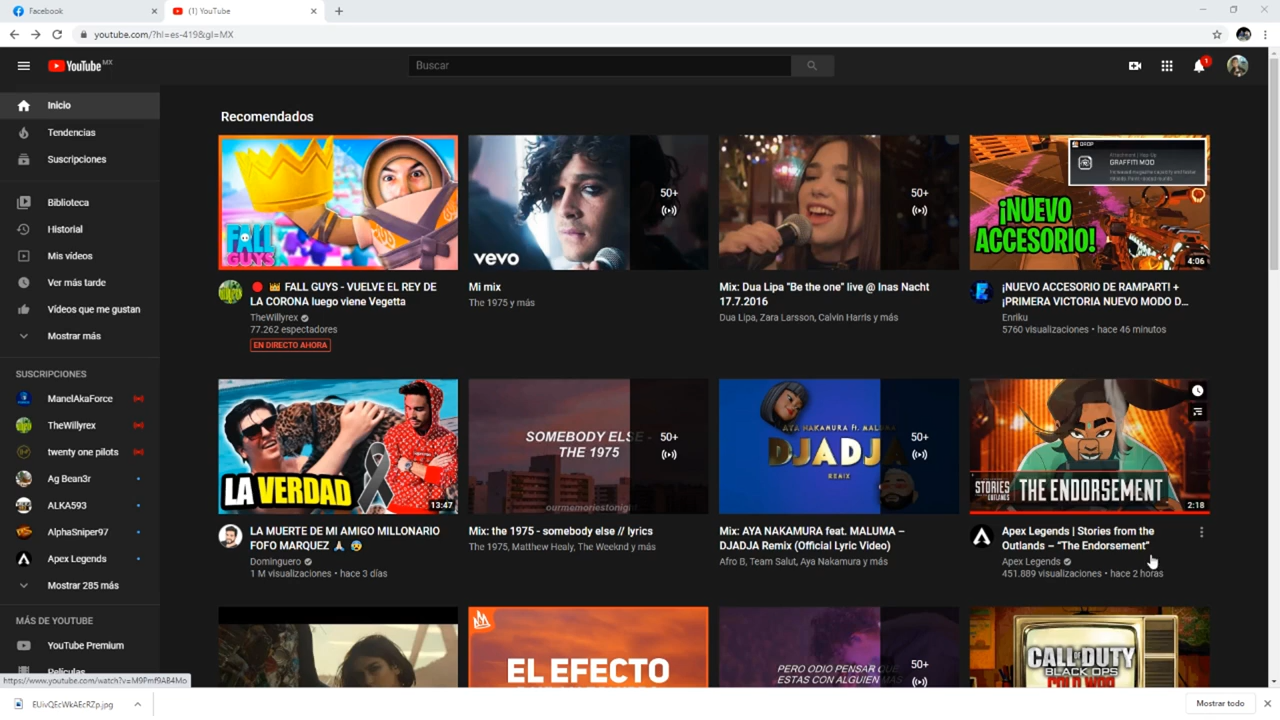 Facebook
(1) YouTube
youtube.com/?hl=es-419&gl=MX
YouTube MX
Buscar
1
Inicio
Tendencias
Suscripciones
Biblioteca
Historial
Mis vídeos
Ver más tarde
Vídeos que me gustan
Mostrar más
SUSCRIPCIONES
ManelAkaForce
TheWillyrex
twenty one pilots
Ag Bean3r
ALKA593
AlphaSniper97
Apex Legends
Mostrar 285 más
MÁS DE YOUTUBE
YouTube Premium
Películas
Recomendados
FALL
GUYS
FALL GUYS - VUELVE EL REY DE
LA CORONA luego viene Vegetta
TheWillyrex
77.262 espectadores
EN DIRECTO AHORA
vevo
50+
Mi mix
The 1975 y más
50+
Mix: Dua Lipa "Be the one" live @ Inas Nacht
17.7.2016
Dua Lipa, Zara Larsson, Calvin Harris y más
DROP
GRAFFITI MOD
¡NUEVO
ACCESORIO!
4:06
¡NUEVO ACCESORIO DE RAMPART! +
¡PRIMERA VICTORIA NUEVO MODO D...
Enriku
5760 visualizaciones • hace 46 minutos
LA VERDAD
13:47
LA MUERTE DE MI AMIGO MILLONARIO
FOFO MARQUEZ
Dominguero
1 M visualizaciones • hace 3 días
SOMEBODY ELSE -
THE 1975
ourmemoriestonight
50+
Mix: the 1975 - somebody else // lyrics
The 1975, Matthew Healy, The Weeknd y más
AYA NAKAMURA ft. MALUMA
DJADJA
REMIX
50+
Mix: AYA NAKAMURA feat. MALUMA –
DJADJA Remix (Official Lyric Video)
Afro B, Team Salut, Aya Nakamura y más
STORIES
OUTLANDS
THE ENDORSEMENT
2:18
Apex Legends | Stories from the
Outlands – “The Endorsement”
Apex Legends
451.889 visualizaciones • hace 2 horas
EL EFECTO
PERO ODIO PENSAR QUE
ESTAS CON ALGUIEN MAS
50+
CALL OF DUTY
BLACK OPS
COLD WAR
https://www.youtube.com/watch?v=M9Pmf9AB4Mo
EUivQEcWkAEcRZp.jpg
Mostrar todo